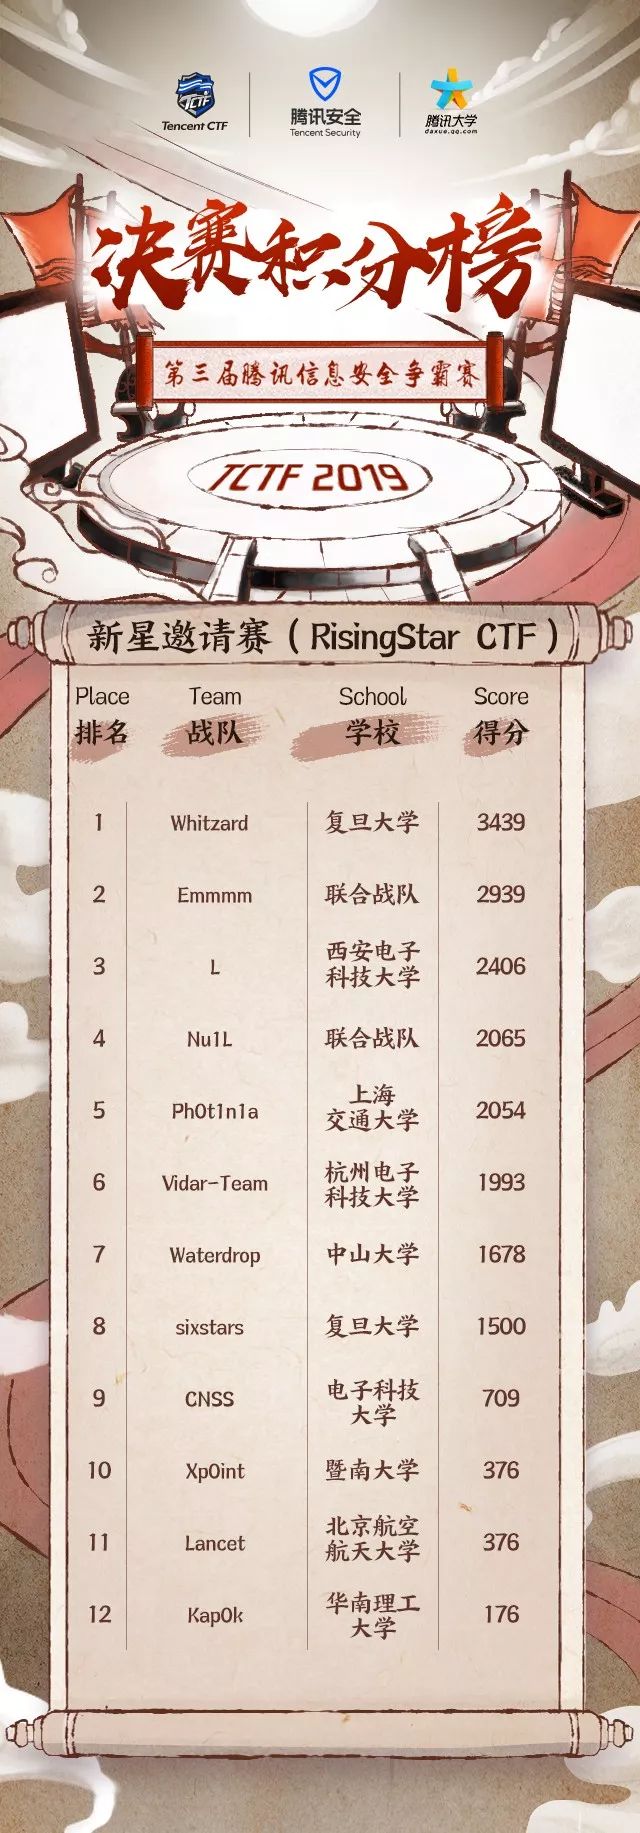 TCTF
Tencent CTF
腾讯安全
Tencent Security
腾讯大学
daxue.qq.com
决赛积分榜
第三届腾讯信息安全争霸赛
TCTF 2019
新星邀请赛（RisingStar CTF）
Place Team School Score
排名 战队 学校 得分
1 Whitzard 复旦大学 3439
2 Emmmm 联合战队 2939
3 L 西安电子
科技大学 2406
4 Nu1L 联合战队 2065
5 Ph0t1n1a 上海
交通大学 2054
6 Vidar-Team 杭州电子
科技大学 1993
7 Waterdrop 中山大学 1678
8 sixstars 复旦大学 1500
9 CNSS 电子科技
大学 709
10 Xp0int 暨南大学 376
11 Lancet 北京航空
航天大学 376
12 Kap0k 华南理工
大学 176